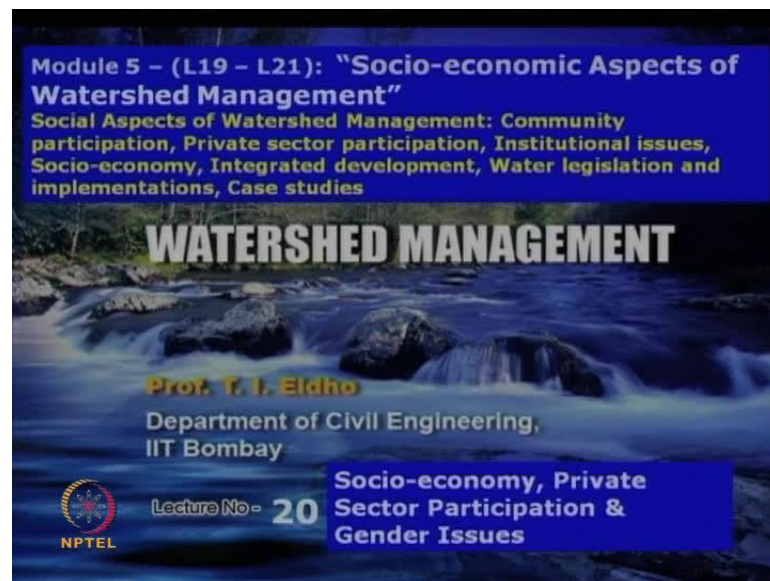 Module 5 – (L19 – L21): “Socio-economic Aspects of
Watershed Management”
Social Aspects of Watershed Management: Community
participation, Private sector participation, Institutional issues,
Socio-economy, Integrated development, Water legislation and
implementations, Case studies
WATERSHED MANAGEMENT
Prof. T. I. Eldho
Department of Civil Engineering,
IIT Bombay
Lecture No- 20
Socio-economy, Private
Sector Participation &
Gender Issues
NPTEL